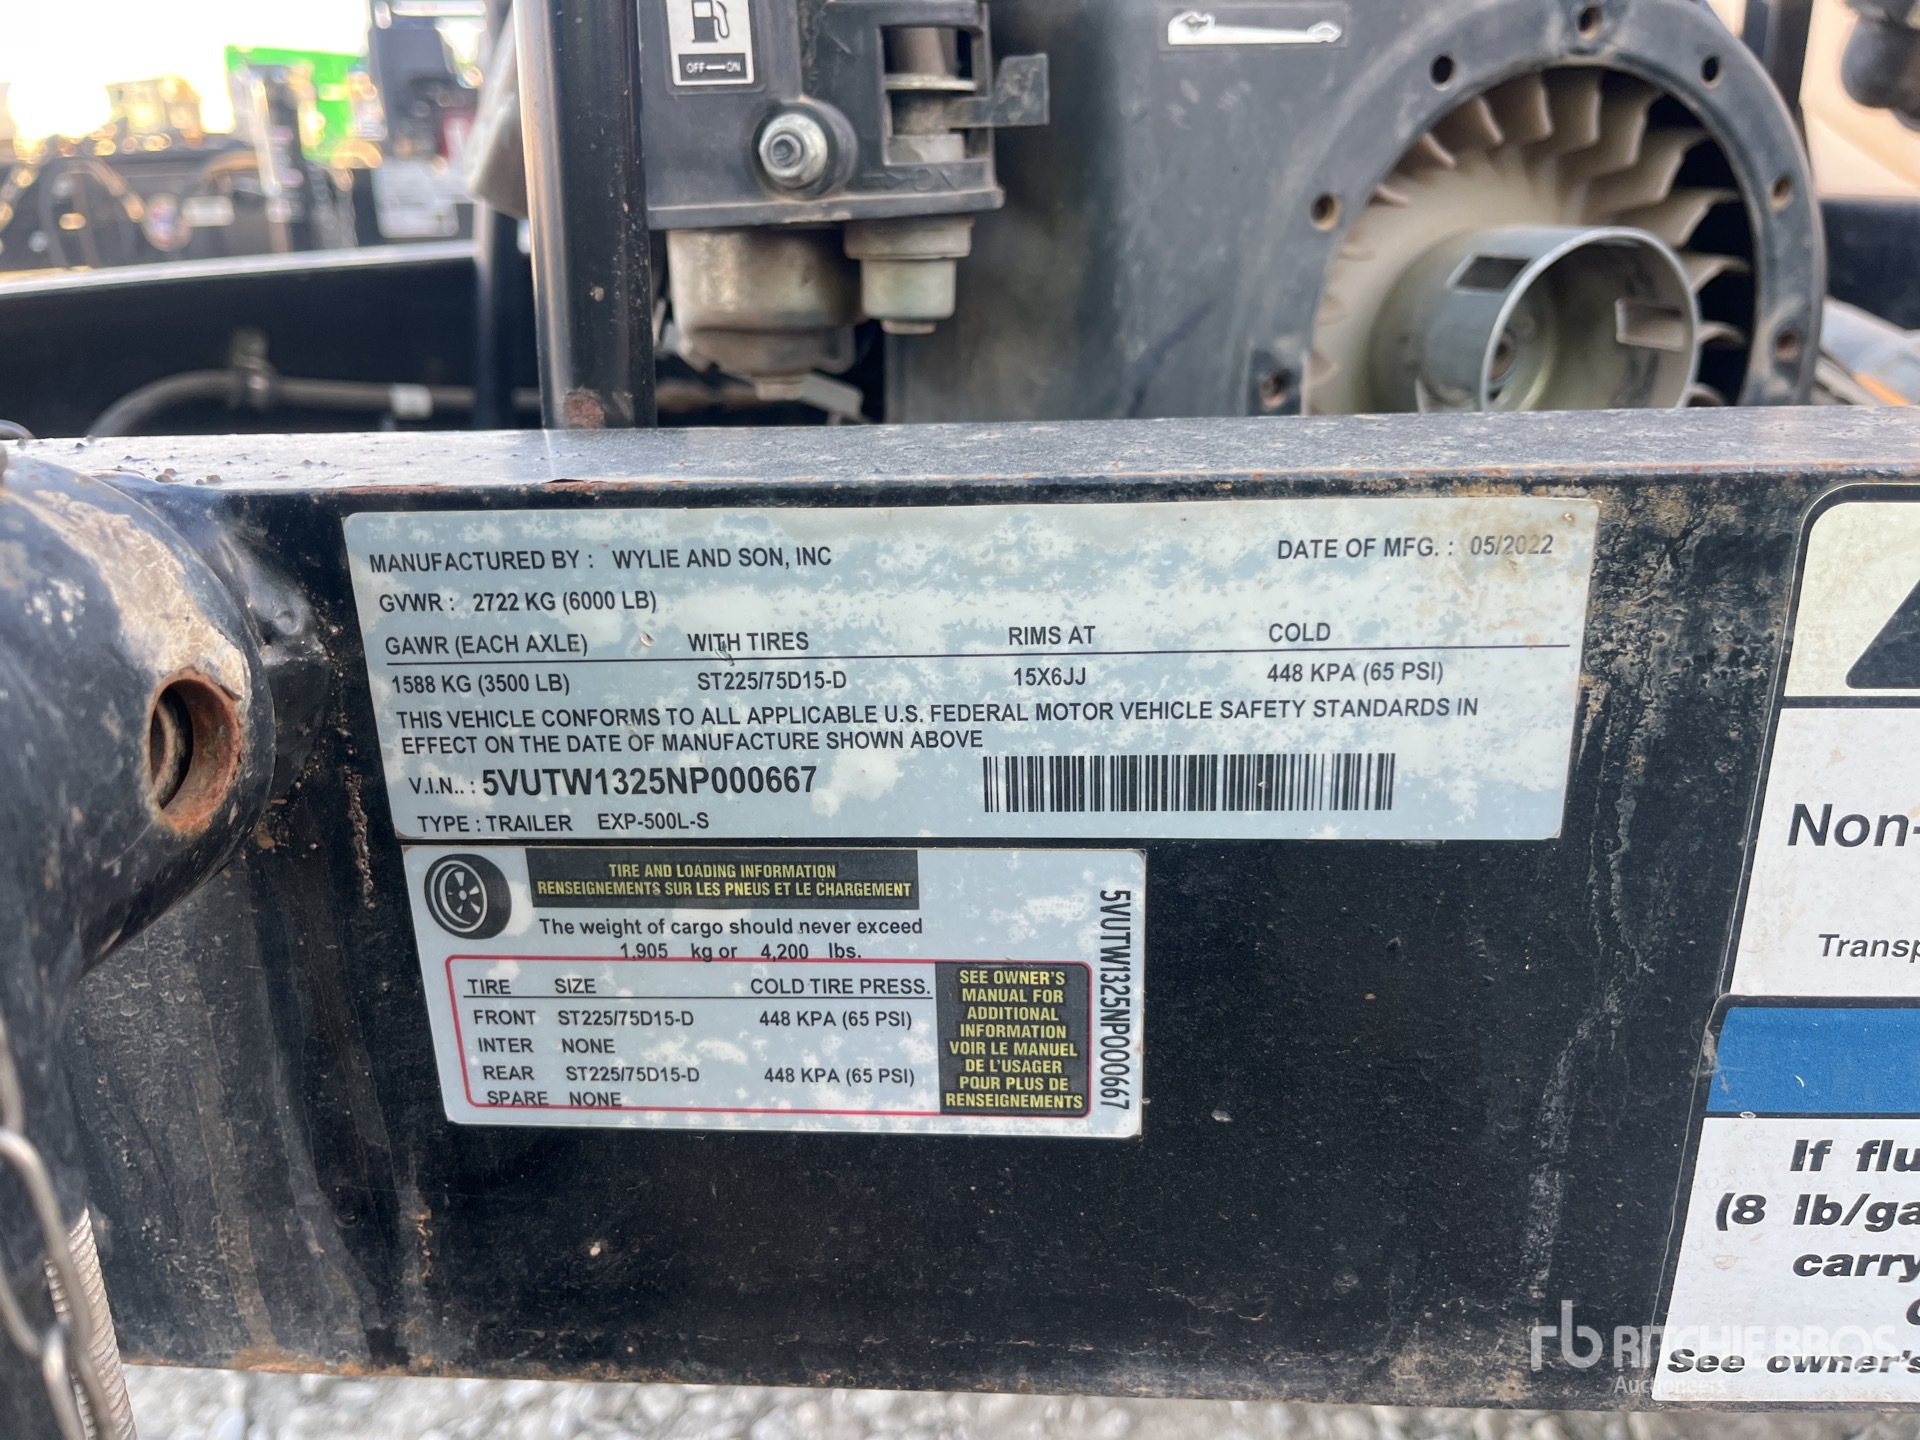 OFF — ON
ON
MANUFACTURED BY : WYLIE AND SON, INC
DATE OF MFG. : 05/2022
GVWR : 2722 KG (6000 LB)
GAWR (EACH AXLE) WITH TIRES RIMS AT COLD
1588 KG (3500 LB) ST225/75D15-D 15X6JJ 448 KPA (65 PSI)
THIS VEHICLE CONFORMS TO ALL APPLICABLE U.S. FEDERAL MOTOR VEHICLE SAFETY STANDARDS IN
EFFECT ON THE DATE OF MANUFACTURE SHOWN ABOVE
V.I.N.. : 5VUTW1325NP000667
TYPE : TRAILER EXP-500L-S
TIRE AND LOADING INFORMATION
RENSEIGNEMENTS SUR LES PNEUS ET LE CHARGEMENT
The weight of cargo should never exceed
1,905 kg or 4,200 lbs.
TIRE SIZE COLD TIRE PRESS.
FRONT ST225/75D15-D 448 KPA (65 PSI)
INTER NONE
REAR ST225/75D15-D 448 KPA (65 PSI)
SPARE NONE
SEE OWNER'S
MANUAL FOR
ADDITIONAL
INFORMATION
VOIR LE MANUEL
DE L'USAGER
POUR PLUS DE
RENSEIGNEMENTS
5VUTW1325NP000667
Non-
Transp
If flu
(8 lb/ga
carry
See owner's
rb RITCHIE BROS
Auctioneers